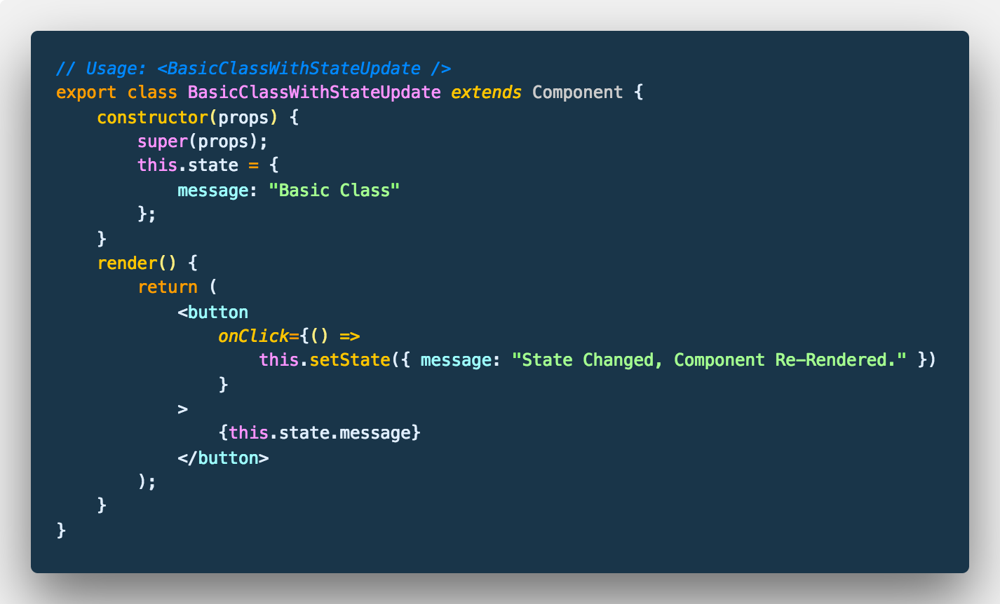 // Usage: <BasicClassWithStateUpdate />
export class BasicClassWithStateUpdate extends Component {
    constructor(props) {
        super(props);
        this.state = {
            message: "Basic Class"
        };
    }
    render() {
        return (
            <button
                onClick={() =>
                    this.setState({ message: "State Changed, Component Re-Rendered." })
                }
            >
                {this.state.message}
            </button>
        );
    }
}